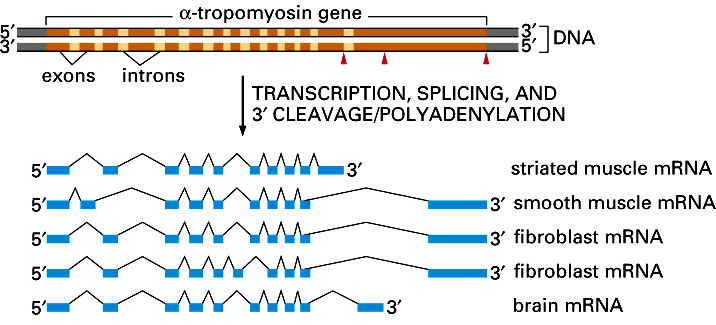 α-tropomyosin gene
5′ 3′
3′ 5′
DNA
exons introns
TRANSCRIPTION, SPLICING, AND
3′ CLEAVAGE/POLYADENYLATION
5′ 3′ striated muscle mRNA
5′ 3′ smooth muscle mRNA
5′ 3′ fibroblast mRNA
5′ 3′ fibroblast mRNA
5′ 3′ brain mRNA